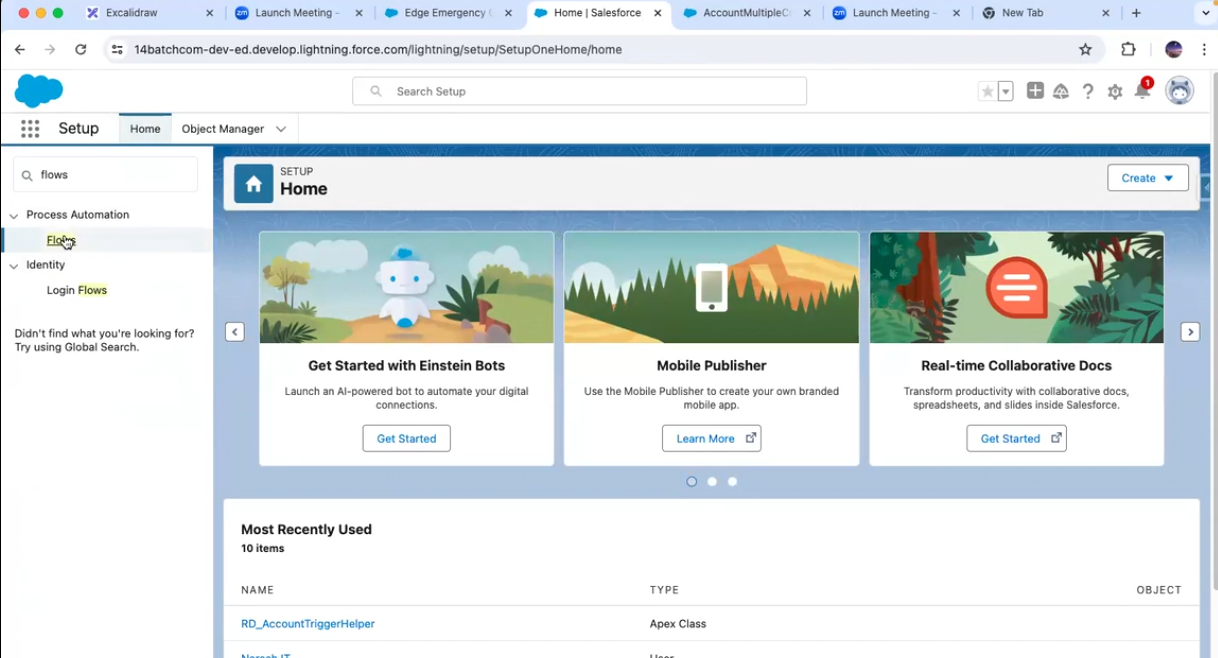 Excalidraw
Launch Meeting -
Edge Emergency
Home | Salesforce
AccountMultipleCo
Launch Meeting -
New Tab
14batchcom-dev-ed.develop.lightning.force.com/lightning/setup/SetupOneHome/home
Search Setup
1
Setup
Home
Object Manager
flows
Process Automation
Flows
Identity
Login Flows
Didn't find what you're looking for?
Try using Global Search.
SETUP
Home
Create
Get Started with Einstein Bots
Launch an AI-powered bot to automate your digital
connections.
Get Started
Mobile Publisher
Use the Mobile Publisher to create your own branded
mobile app.
Learn More
Real-time Collaborative Docs
Transform productivity with collaborative docs,
spreadsheets, and slides inside Salesforce.
Get Started
Most Recently Used
10 items
NAME
TYPE
OBJECT
RD_AccountTriggerHelper
Apex Class
Naresh IT
User